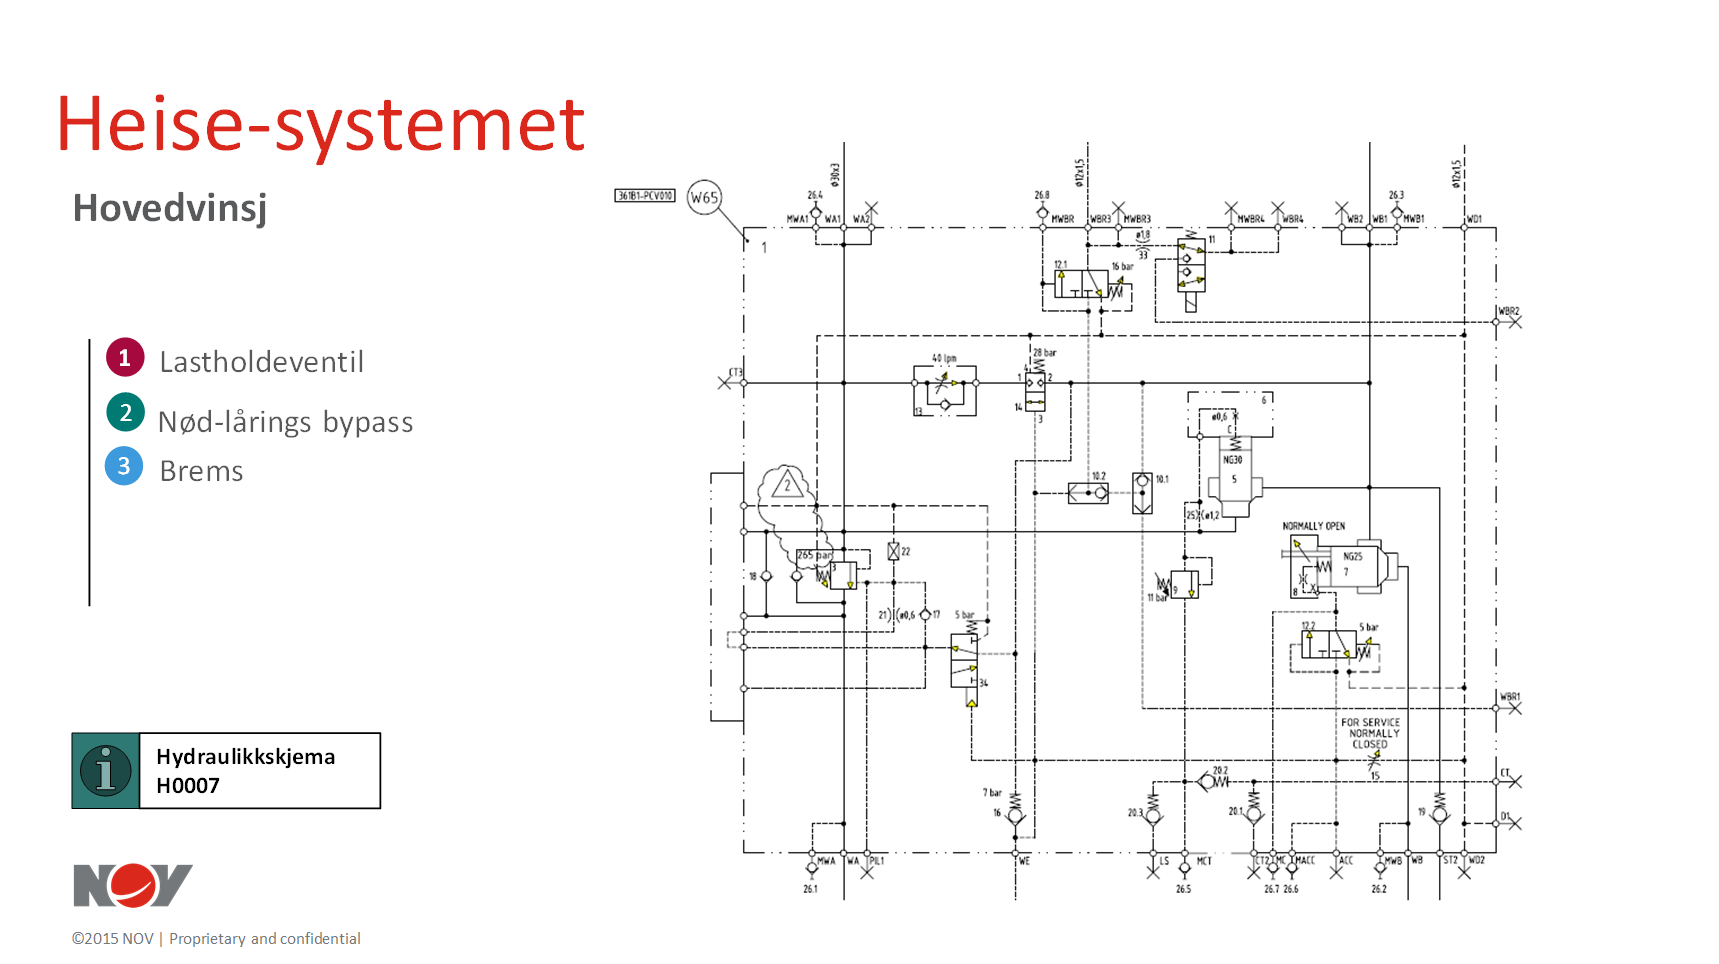 Heise-systemet
Hovedvinsj
1 Lastholdeventil
2 Nød-lårings bypass
3 Brems
Hydraulikkskjema
H0007
NOV
©2015 NOV | Proprietary and confidential
361B1-PCV010
W65
ø30x3
ø12x1,5
ø12x1,5
26.4
26.8
26.3
MWA1
WA1
WA2
MWBR
WBR3
MWBR3
MWBR4
WBR4
WB2
WB1
MWB1
WD1
1
ø1,8
33
11
12.1
16 bar
WBR2
28 bar
40 lpm
CT3
13
4
1
2
14
3
6
ø0,6
C
NG30
5
10.2
10.1
25
ø1,2
NORMALLY OPEN
NG25
7
8
2
265 bar
3
22
18
21
ø0,6
17
5 bar
34
9
11 bar
12.2
5 bar
WBR1
FOR SERVICE
NORMALLY
CLOSED
15
20.2
CT
7 bar
16
20.3
20.1
19
D1
MWA
WA
PIL1
WE
LS
MCT
CT2
MC
MACC
ACC
MWB
WB
ST2
WD2
26.1
26.5
26.7
26.6
26.2